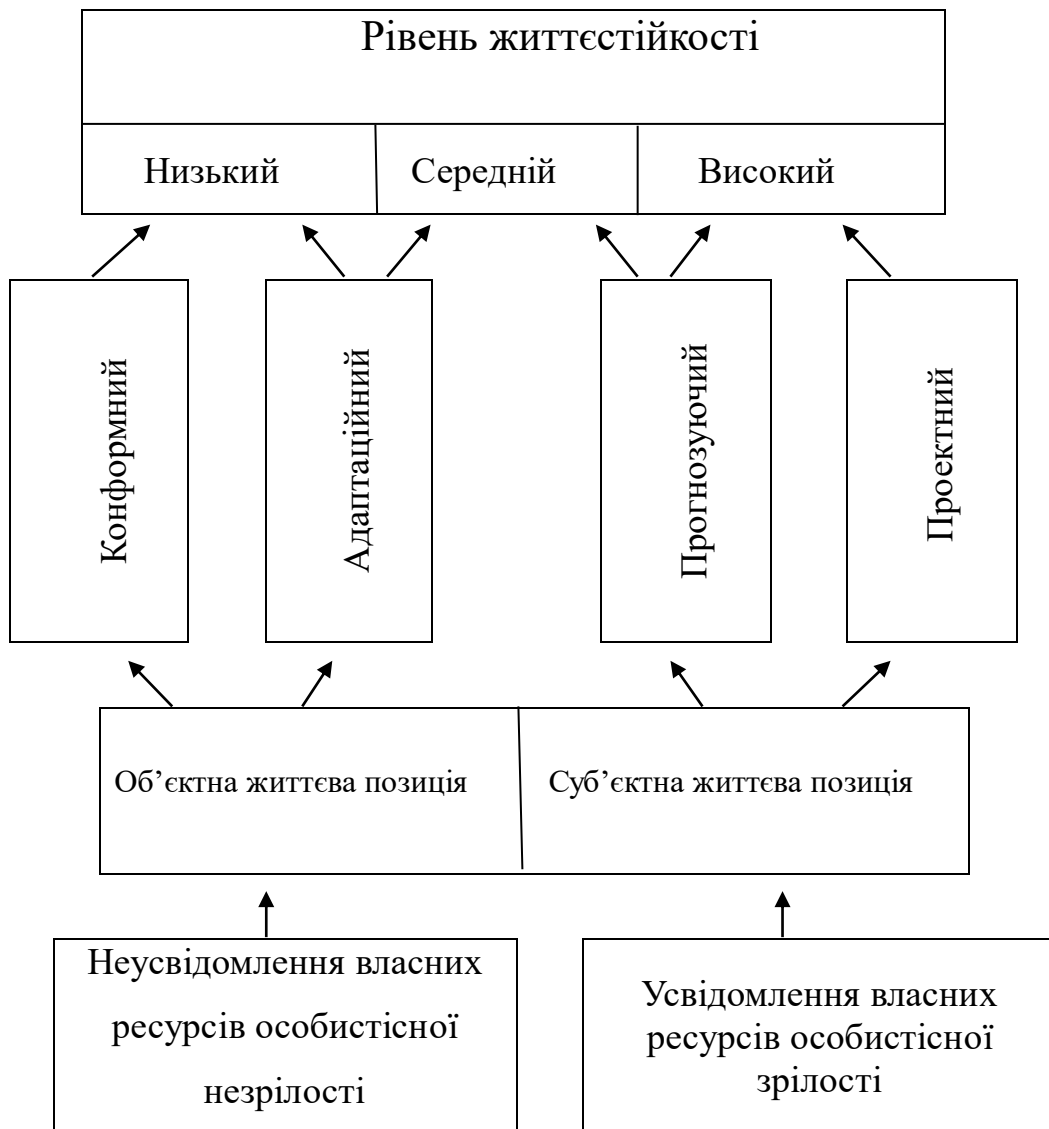 Рівень життєстійкості
Низький
Середній
Високий
Конформний
Адаптаційний
Прогнозуючий
Проектний
Об’єктна життєва позиція
Суб’єктна життєва позиція
Неусвідомлення власних
ресурсів особистісної
незрілості
Усвідомлення власних
ресурсів особистісної
зрілості